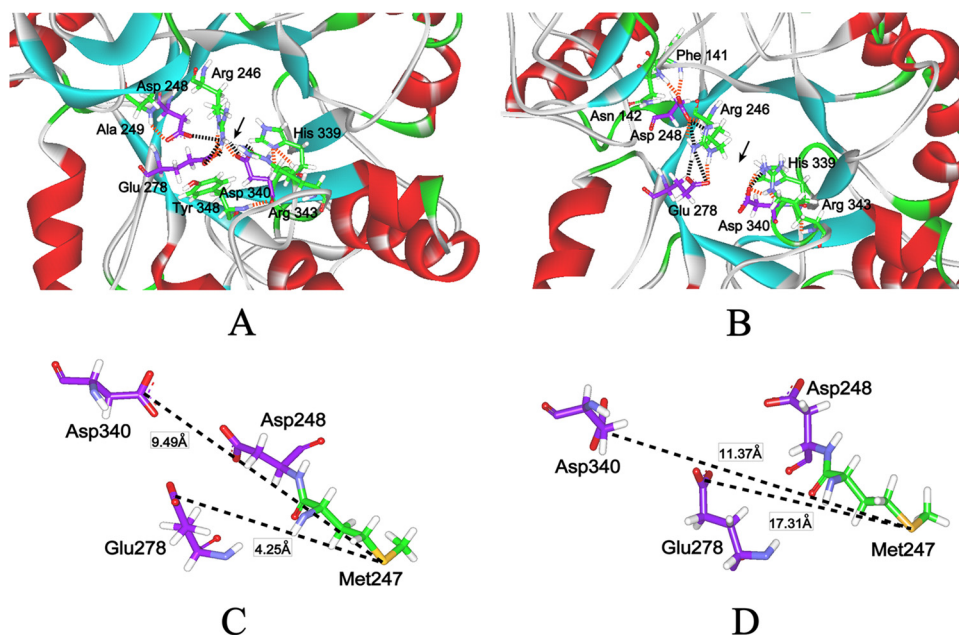 Asp 248
Arg 246
Ala 249
His 339
Glu 278
Asp 340
Tyr 348
Arg 343
A
Phe 141
Asn 142
Arg 246
Asp 248
His 339
Glu 278
Arg 343
Asp 340
B
Asp340
Asp248
9.49Å
Glu278
4.25Å
Met247
C
Asp248
Asp340
11.37Å
Glu278
17.31Å
Met247
D